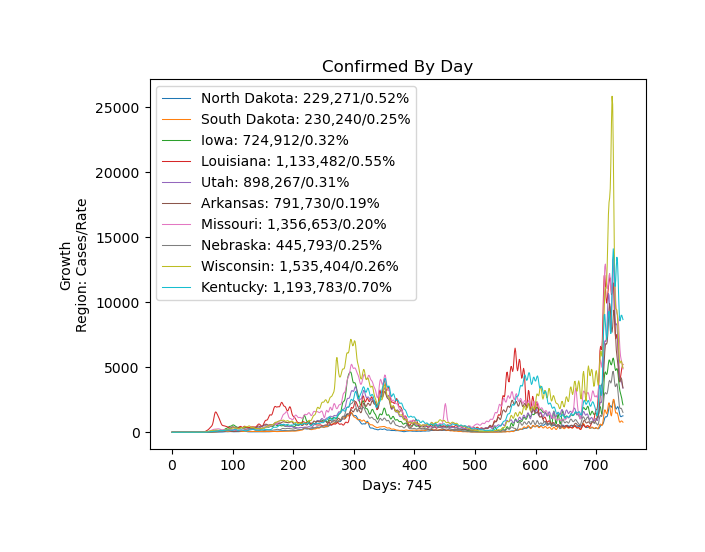 Confirmed By Day
North Dakota: 229,271/0.52%
South Dakota: 230,240/0.25%
Iowa: 724,912/0.32%
Louisiana: 1,133,482/0.55%
Utah: 898,267/0.31%
Arkansas: 791,730/0.19%
Missouri: 1,356,653/0.20%
Nebraska: 445,793/0.25%
Wisconsin: 1,535,404/0.26%
Kentucky: 1,193,783/0.70%
25000
20000
15000
10000
5000
0
Growth
Region: Cases/Rate
0 100 200 300 400 500 600 700
Days: 745